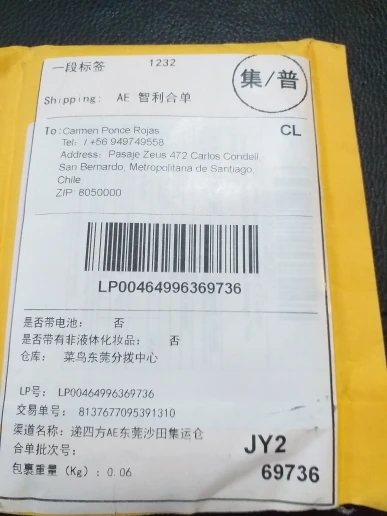 一段标签 1232
集/普
Shipping: AE 智利合单
To: Carmen Ponce Rojas
CL
Tel: / +56 949749558
Address: Pasaje Zeus 472 Carlos Condell,
San Bernardo, Metropolitana de Santiago,
Chile
ZIP: 8050000
LP00464996369736
是否带电池: 否
是否带有非液体化妆品: 否
仓库: 菜鸟东莞分拨中心
LP号: LP00464996369736
交易单号: 8137677095391310
渠道名称: 递四方AE东莞沙田集运仓
合单批次号:
JY2
包裹重量(Kg): 0.06
69736